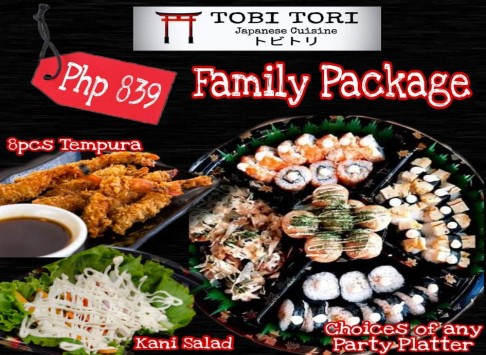 TOBI TORI
Japanese Cuisine
トビトリ
Php 839
Family Package
8pcs Tempura
Kani Salad
Choices of any
Party Platter